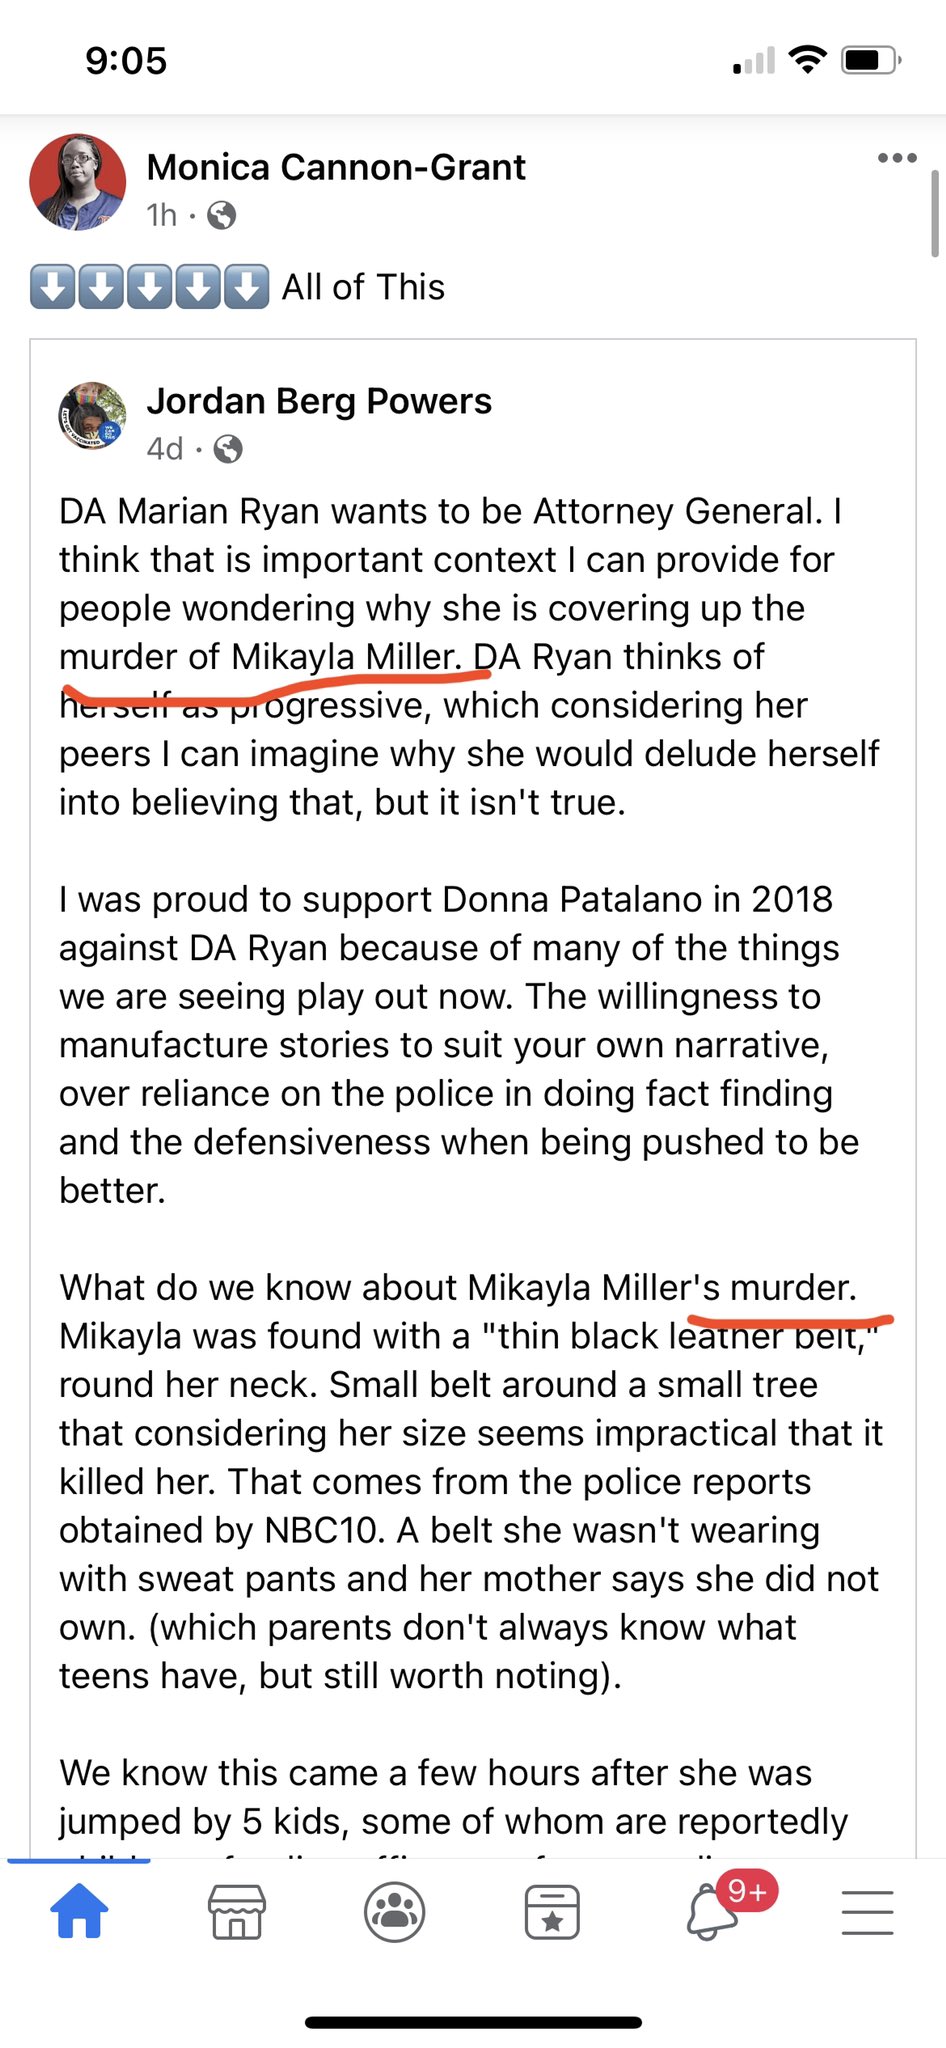 9:05
Monica Cannon-Grant
1h ·
⬇️⬇️⬇️⬇️⬇️ All of This
Jordan Berg Powers
4d ·
DA Marian Ryan wants to be Attorney General. I
think that is important context I can provide for
people wondering why she is covering up the
murder of Mikayla Miller. DA Ryan thinks of
herself as progressive, which considering her
peers I can imagine why she would delude herself
into believing that, but it isn't true.
I was proud to support Donna Patalano in 2018
against DA Ryan because of many of the things
we are seeing play out now. The willingness to
manufacture stories to suit your own narrative,
over reliance on the police in doing fact finding
and the defensiveness when being pushed to be
better.
What do we know about Mikayla Miller's murder.
Mikayla was found with a "thin black leather belt,"
round her neck. Small belt around a small tree
that considering her size seems impractical that it
killed her. That comes from the police reports
obtained by NBC10. A belt she wasn't wearing
with sweat pants and her mother says she did not
own. (which parents don't always know what
teens have, but still worth noting).
We know this came a few hours after she was
jumped by 5 kids, some of whom are reportedly
9+